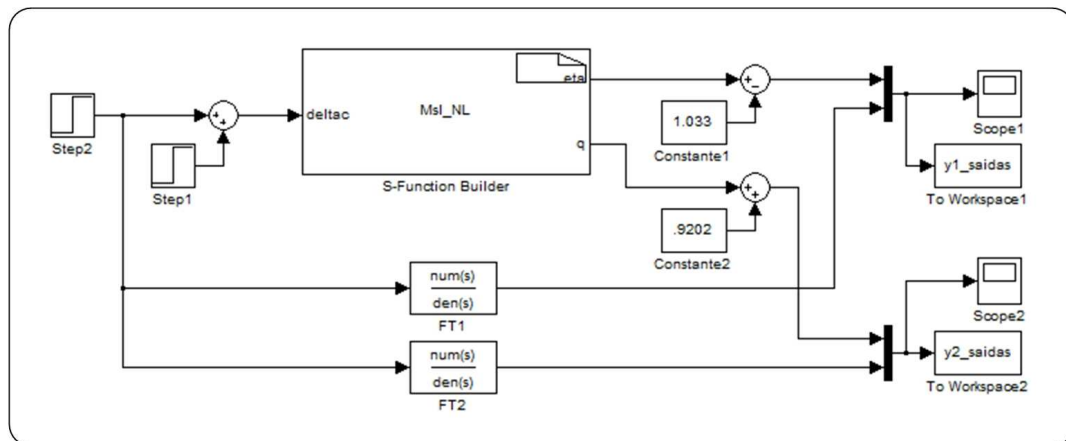 Step2
+
+
Step1
deltac
Msl_NL
eta
q
S-Function Builder
+
−
1.033
Constante1
+
+
.9202
Constante2
Scope1
y1_saidas
To Workspace1
num(s)
den(s)
FT1
num(s)
den(s)
FT2
Scope2
y2_saidas
To Workspace2